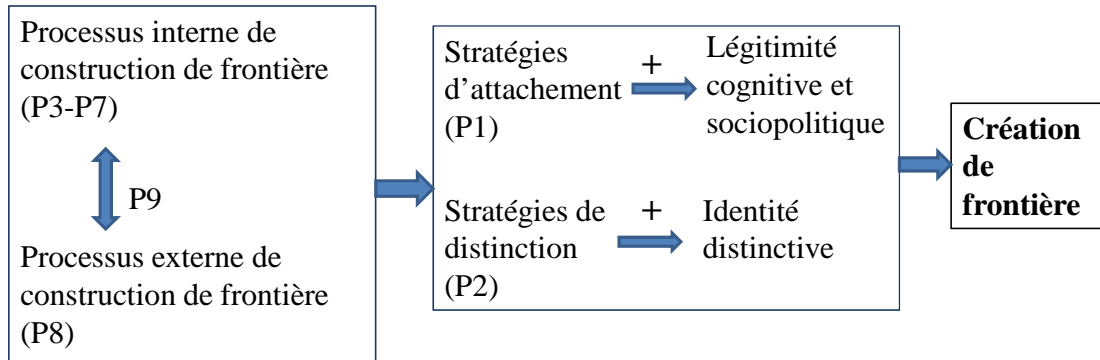 Processus interne de
construction de frontière
(P3-P7)
P9
Processus externe de
construction de frontière
(P8)
Stratégies
d’attachement
(P1)
+
Légitimité
cognitive et
sociopolitique
Stratégies de
distinction
(P2)
+
Identité
distinctive
Création
de
frontière